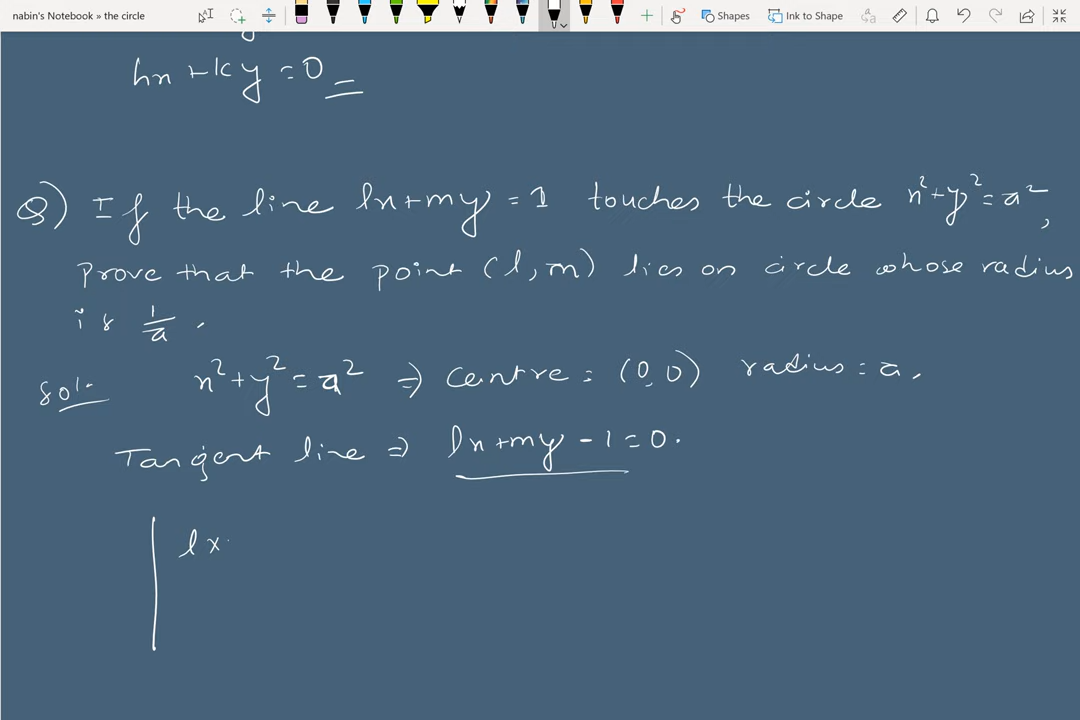 nabin's Notebook » the circle
Shapes
Ink to Shape
hx + ky = 0
Q) If the line lx + my = 1 touches the circle x² + y² = a²,
Prove that the point (l, m) lies on circle whose radius
is 1/a.
Sol. x² + y² = a² ⇒ centre = (0, 0) radius = a.
Tangent line ⇒ lx + my - 1 = 0.
| l×